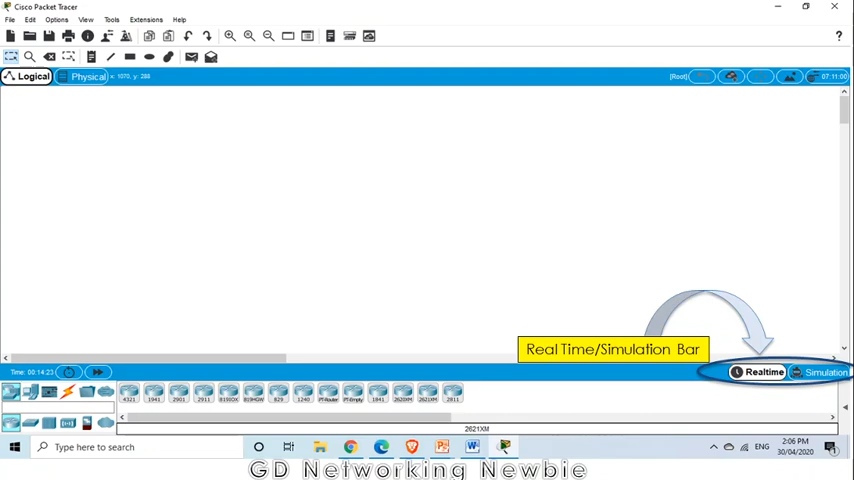 Cisco Packet Tracer
File Edit Options View Tools Extensions Help
?
Logical Physical x: 1070, y: 288 [Root] 07:11:00
Real Time/Simulation Bar
Time: 00:14:23 Realtime Simulation
4321 1941 2901 2911 819IOX 819HGW 829 1240 PT-Router PT-Empty 1841 2620XM 2621XM 2811
2621XM
Type here to search ENG 2:06 PM
30/04/2020
GD Networking Newbie